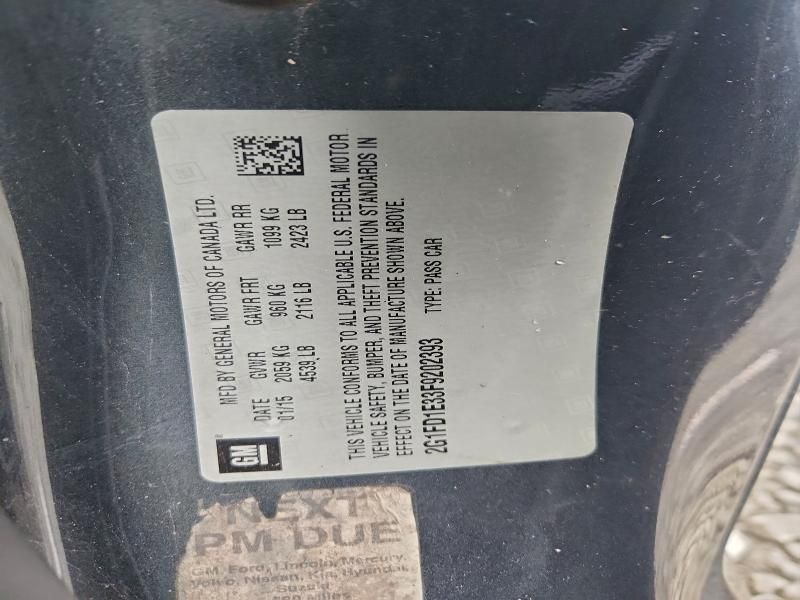 GM
MFD BY GENERAL MOTORS OF CANADA LTD.
DATE GVWR GAWR FRT GAWR RR
01/15 2059 KG 960 KG 1099 KG
4539 LB 2116 LB 2423 LB
THIS VEHICLE CONFORMS TO ALL APPLICABLE U.S. FEDERAL MOTOR
VEHICLE SAFETY, BUMPER, AND THEFT PREVENTION STANDARDS IN
EFFECT ON THE DATE OF MANUFACTURE SHOWN ABOVE.
2G1FD1E33F9202393 TYPE: PASS CAR
NEXT
PM DUE
GM, Ford, Lincoln, Mercury,
Volvo, Nissan, Kia, Hyundai,
Suzuki